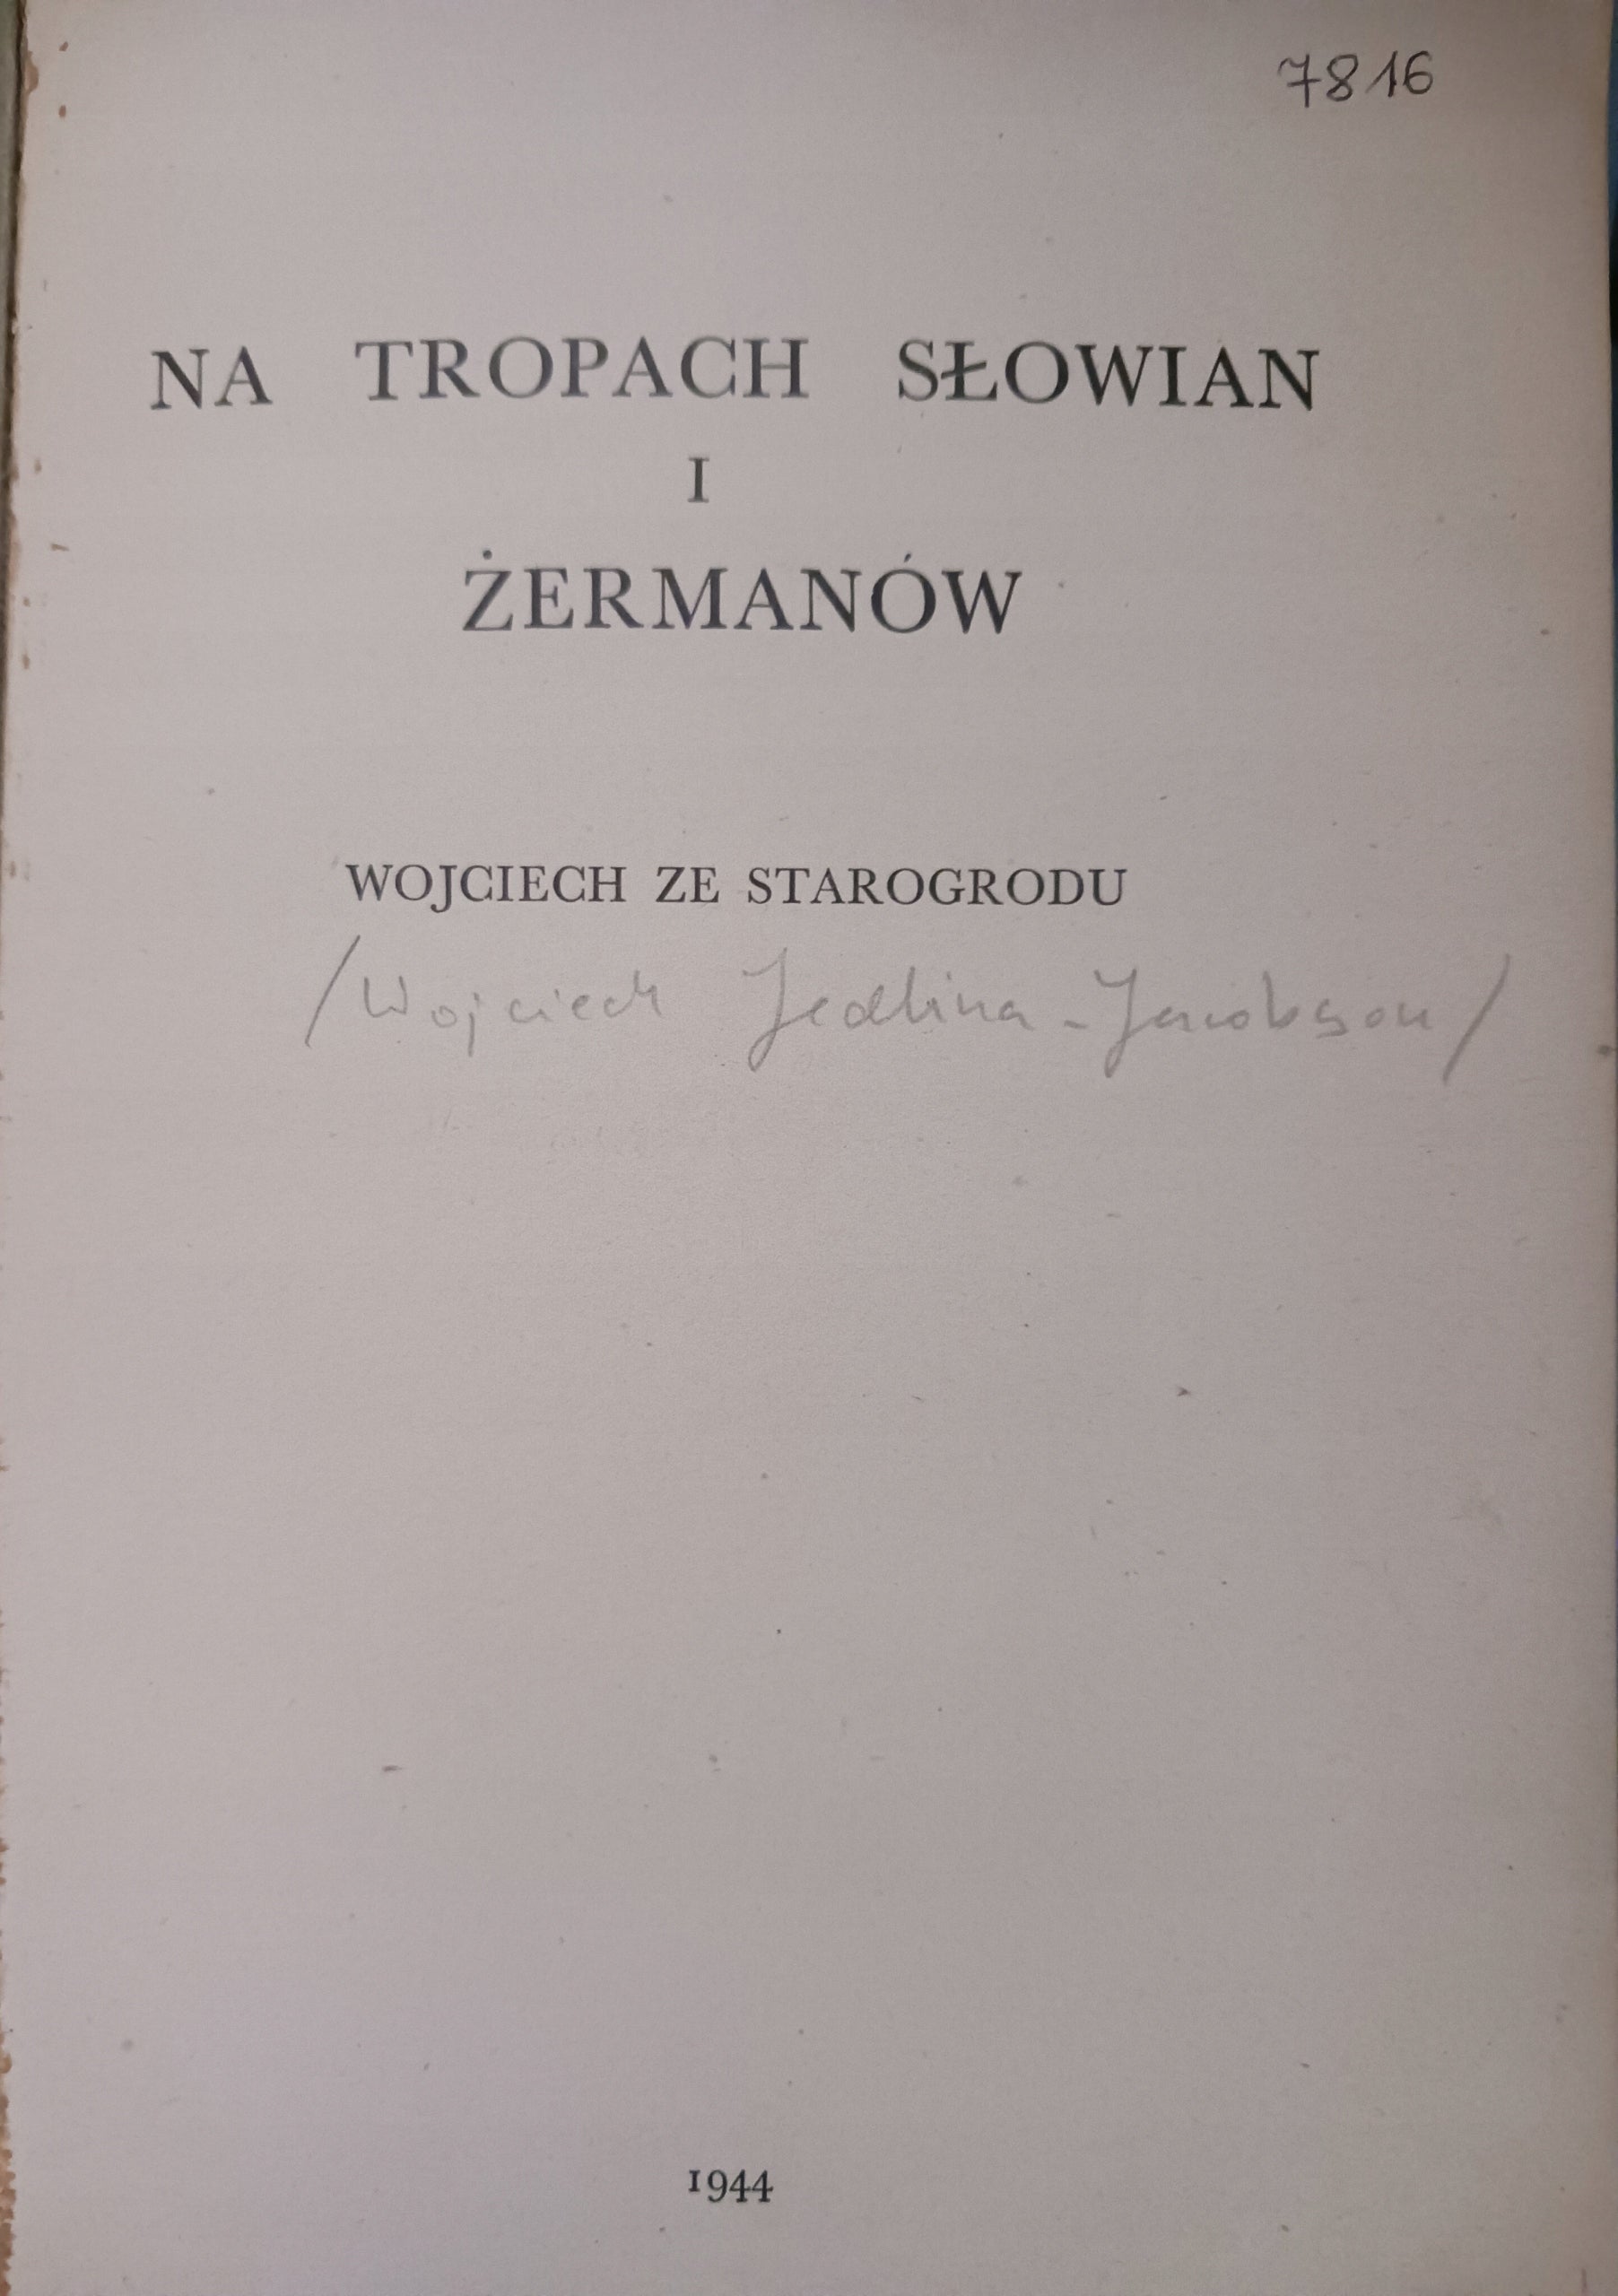 7816
NA TROPACH SŁOWIAN
I
ŻERMANÓW
WOJCIECH ZE STAROGRODU
/Wojciech Jedlina-Jacobson/
1944